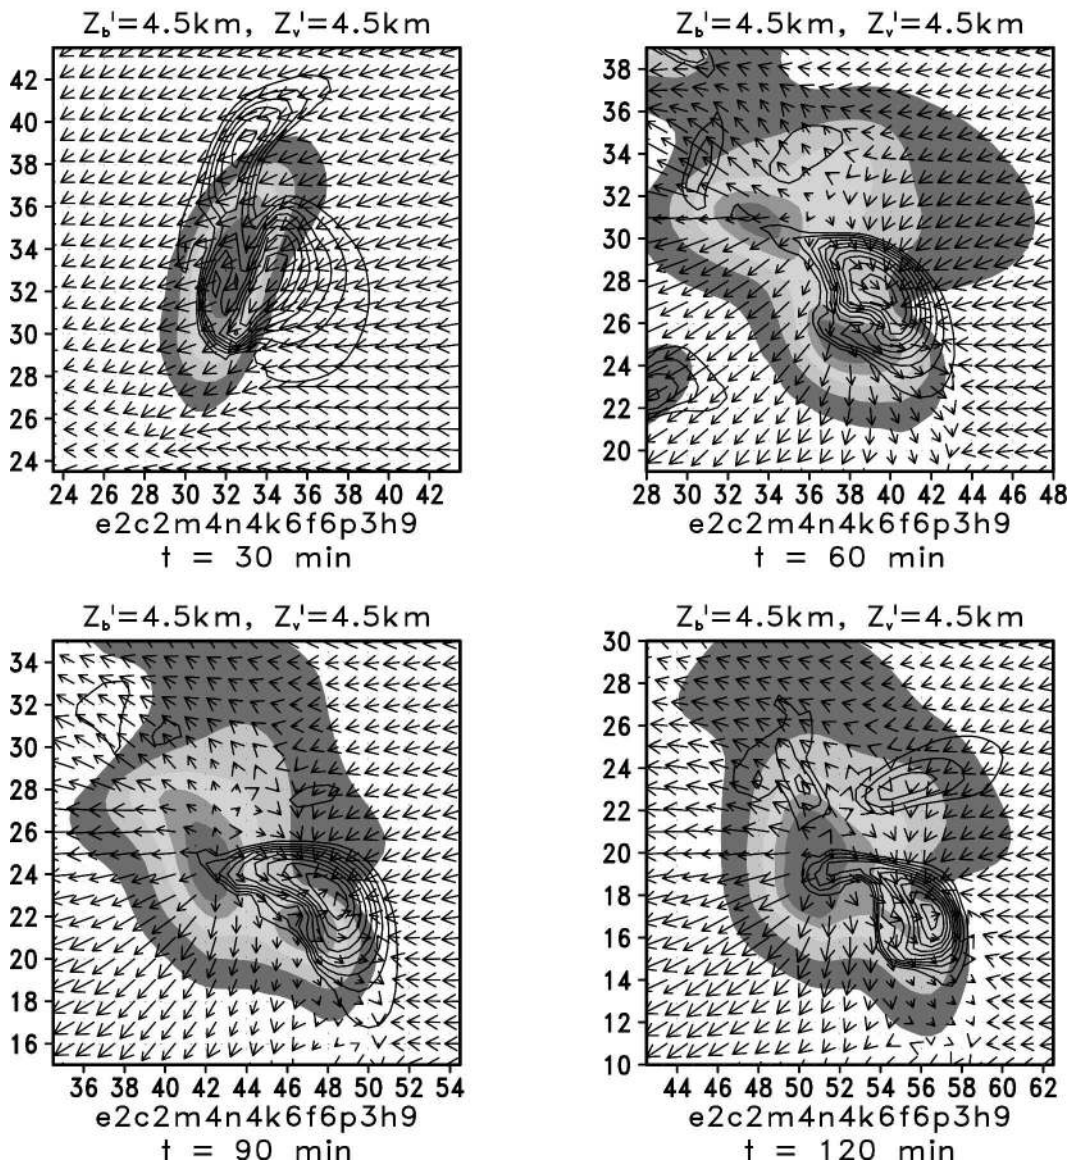 Z_b'=4.5km, Z_v'=4.5km
42
40
38
36
34
32
30
28
26
24
24 26 28 30 32 34 36 38 40 42
e2c2m4n4k6f6p3h9
t = 30 min
Z_b'=4.5km, Z_v'=4.5km
38
36
34
32
30
28
26
24
22
20
28 30 32 34 36 38 40 42 44 46 48
e2c2m4n4k6f6p3h9
t = 60 min
Z_b'=4.5km, Z_v'=4.5km
34
32
30
28
26
24
22
20
18
16
36 38 40 42 44 46 48 50 52 54
e2c2m4n4k6f6p3h9
t = 90 min
Z_b'=4.5km, Z_v'=4.5km
30
28
26
24
22
20
18
16
14
12
10
44 46 48 50 52 54 56 58 60 62
e2c2m4n4k6f6p3h9
t = 120 min